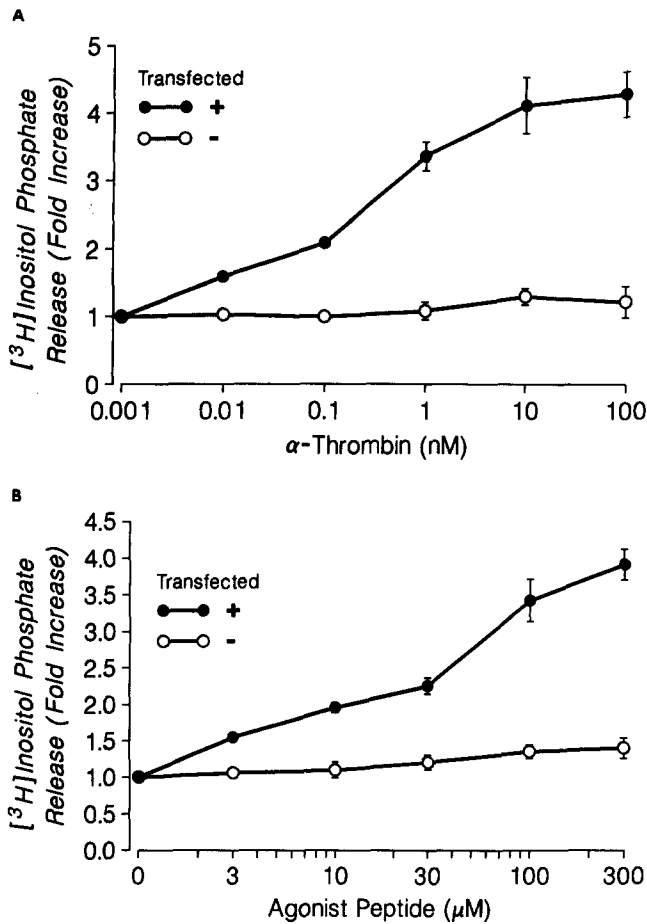 A
[³H]Inositol Phosphate
Release (Fold Increase)
5
4
3
2
1
0
Transfected
+
-
0.001 0.01 0.1 1 10 100
α-Thrombin (nM)
B
[³H]Inositol Phosphate
Release (Fold Increase)
4.5
4.0
3.5
3.0
2.5
2.0
1.5
1.0
0.5
0.0
Transfected
+
-
0 3 10 30 100 300
Agonist Peptide (μM)